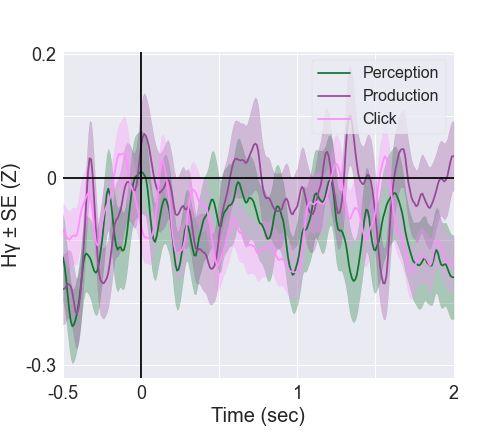 0.2
Perception
Production
Click
0
Hγ ± SE (Z)
-0.3
-0.5
0
1
2
Time (sec)